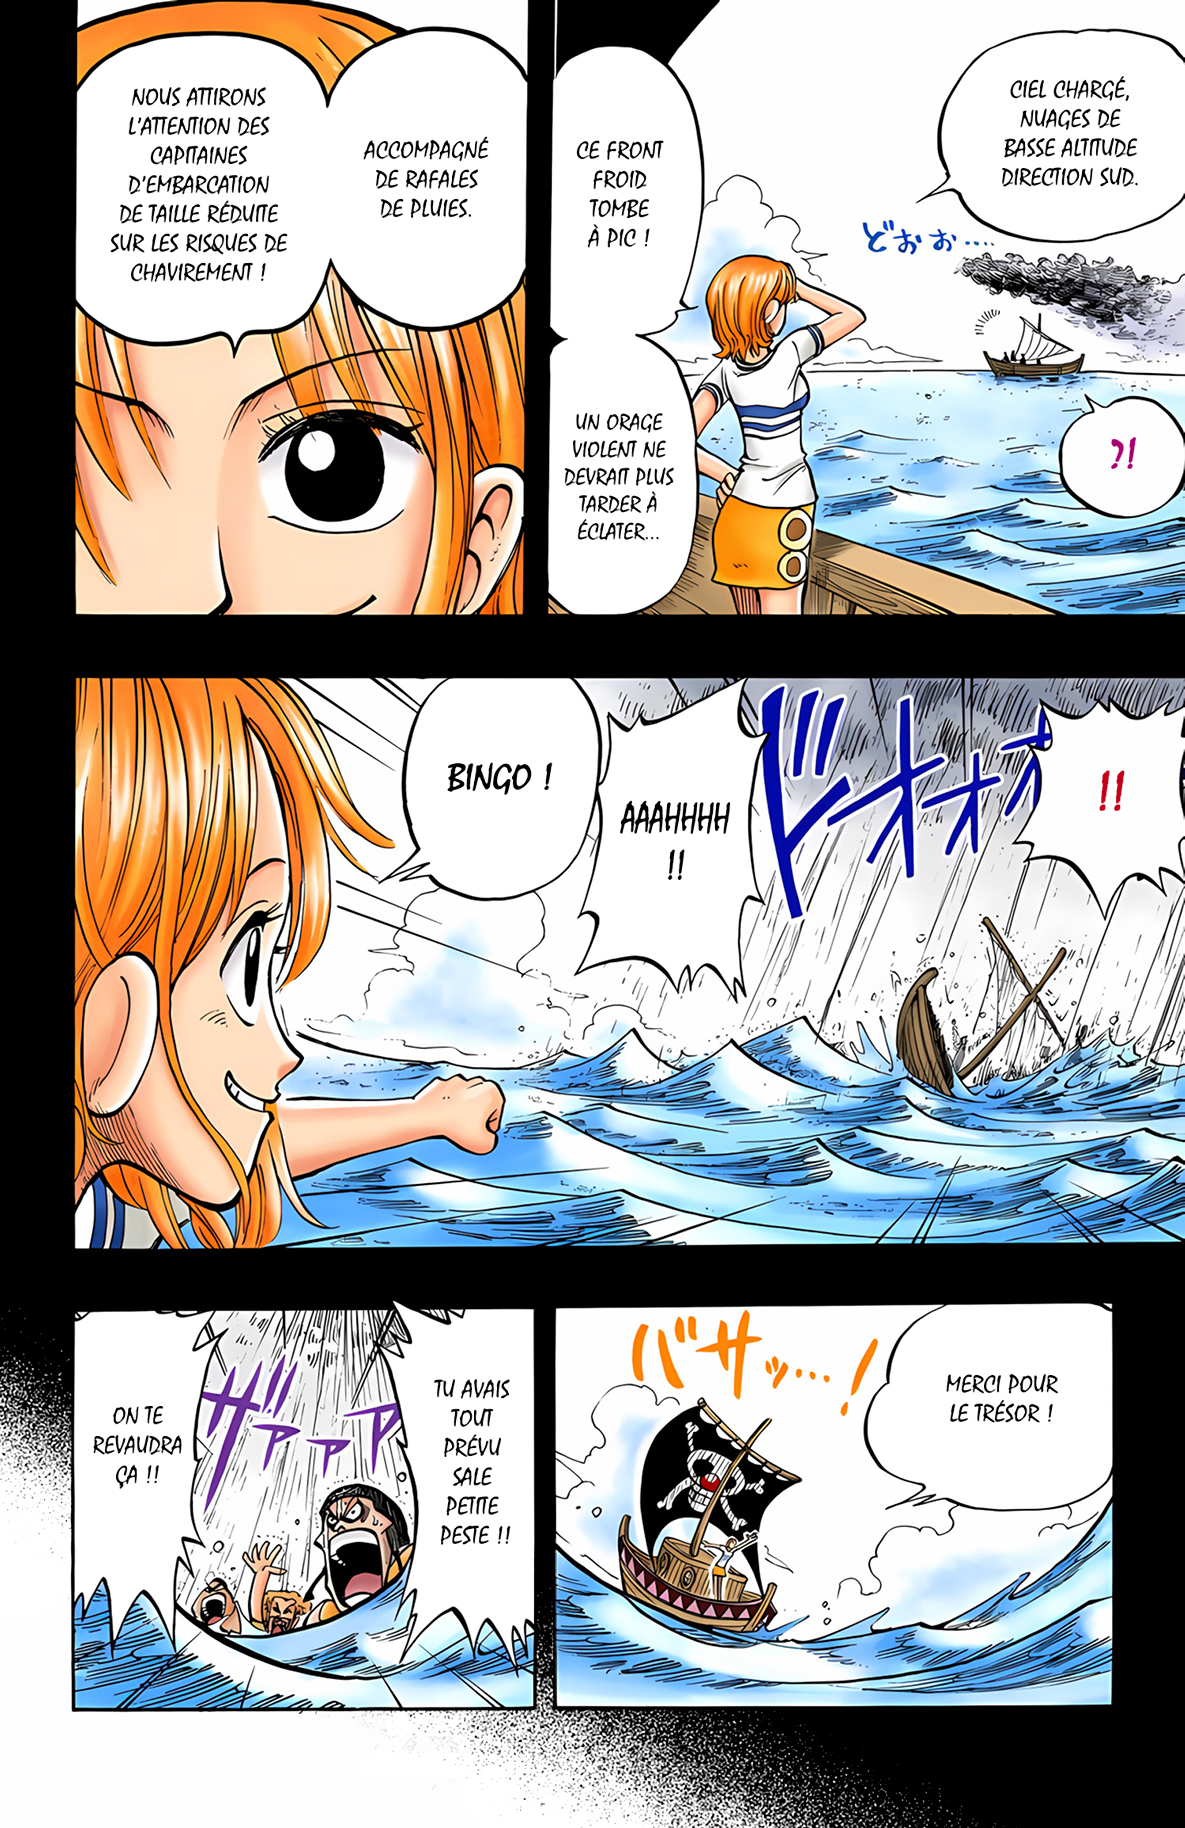 CIEL CHARGÉ,
NUAGES DE
BASSE ALTITUDE
DIRECTION SUD.
どおぉ‥‥
?!
CE FRONT
FROID
TOMBE
À PIC !
UN ORAGE
VIOLENT NE
DEVRAIT PLUS
TARDER À
ÉCLATER...
ACCOMPAGNÉ
DE RAFALES
DE PLUIES.
NOUS ATTIRONS
L'ATTENTION DES
CAPITAINES
D'EMBARCATION
DE TAILLE RÉDUITE
SUR LES RISQUES DE
CHAVIREMENT !
!!
ドオオオ
AAAHHHH
!!
BINGO !
MERCI POUR
LE TRÉSOR !
バサッ…!
TU AVAIS
TOUT
PRÉVU
SALE
PETITE
PESTE !!
ザァァァ
ON TE
REVAUDRA
ÇA !!